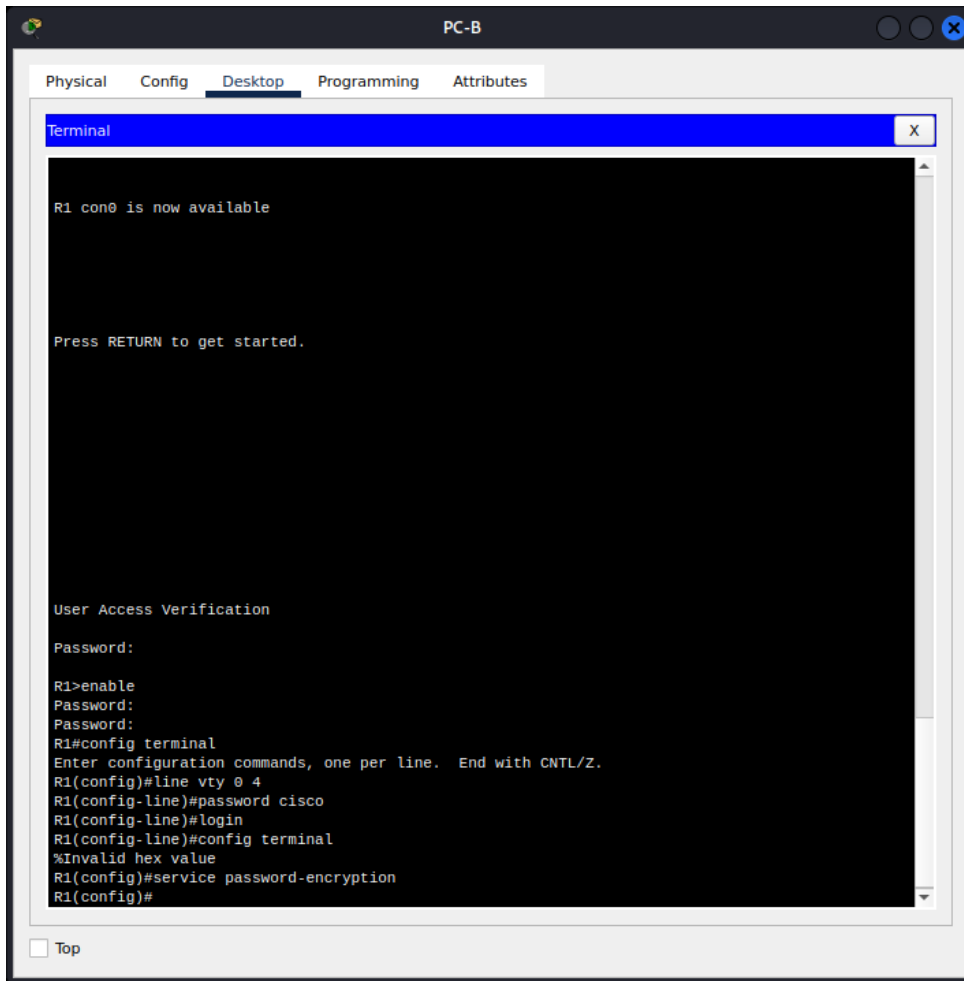 PC-B
Physical Config Desktop Programming Attributes
Terminal X
R1 con0 is now available
Press RETURN to get started.
User Access Verification
Password:
R1>enable
Password:
Password:
R1#config terminal
Enter configuration commands, one per line.  End with CNTL/Z.
R1(config)#line vty 0 4
R1(config-line)#password cisco
R1(config-line)#login
R1(config-line)#config terminal
%Invalid hex value
R1(config)#service password-encryption
R1(config)#
Top